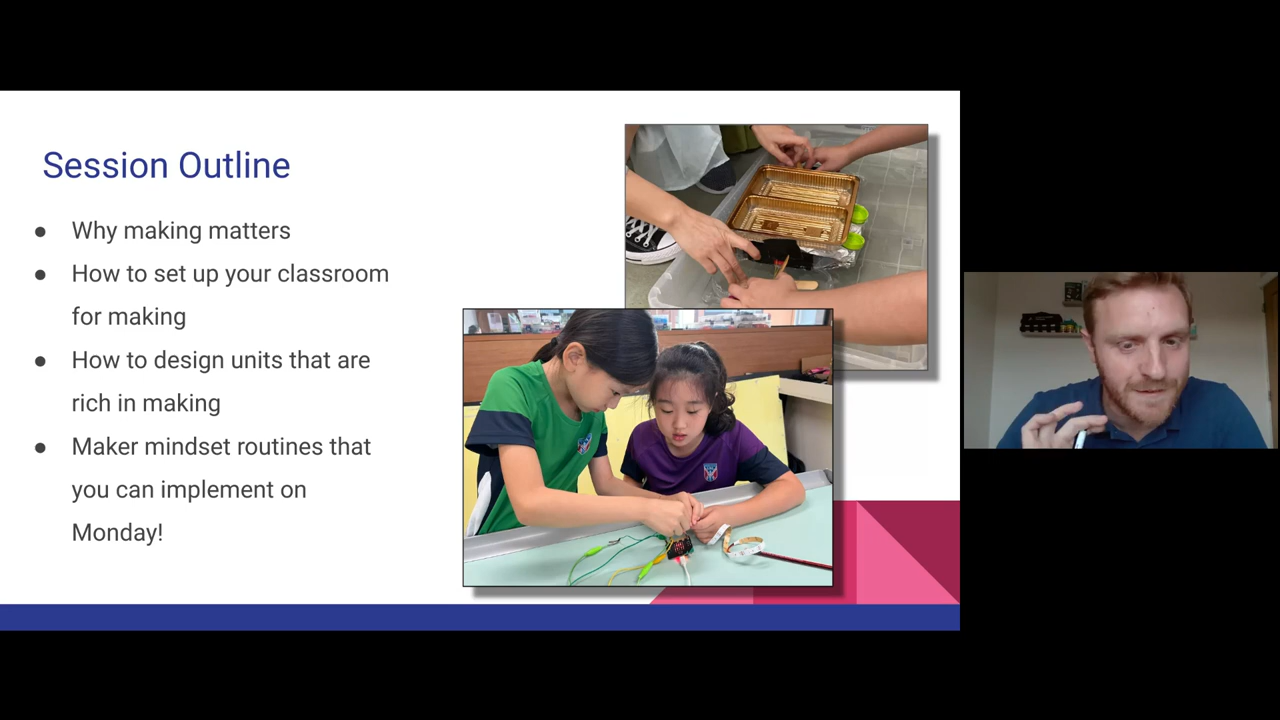 Session Outline
● Why making matters
● How to set up your classroom
for making
● How to design units that are
rich in making
● Maker mindset routines that
you can implement on
Monday!